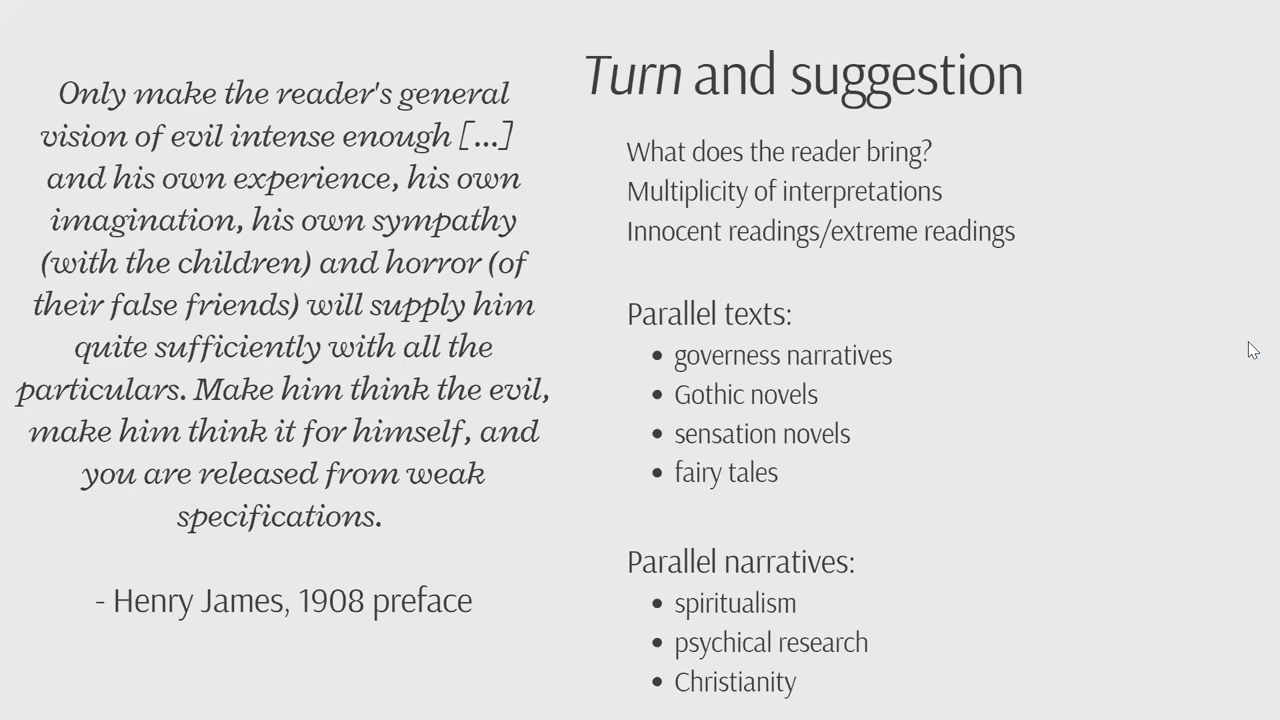 Only make the reader's general
vision of evil intense enough [...]
and his own experience, his own
imagination, his own sympathy
(with the children) and horror (of
their false friends) will supply him
quite sufficiently with all the
particulars. Make him think the evil,
make him think it for himself, and
you are released from weak
specifications.
- Henry James, 1908 preface
Turn and suggestion
What does the reader bring?
Multiplicity of interpretations
Innocent readings/extreme readings
Parallel texts:
• governess narratives
• Gothic novels
• sensation novels
• fairy tales
Parallel narratives:
• spiritualism
• psychical research
• Christianity